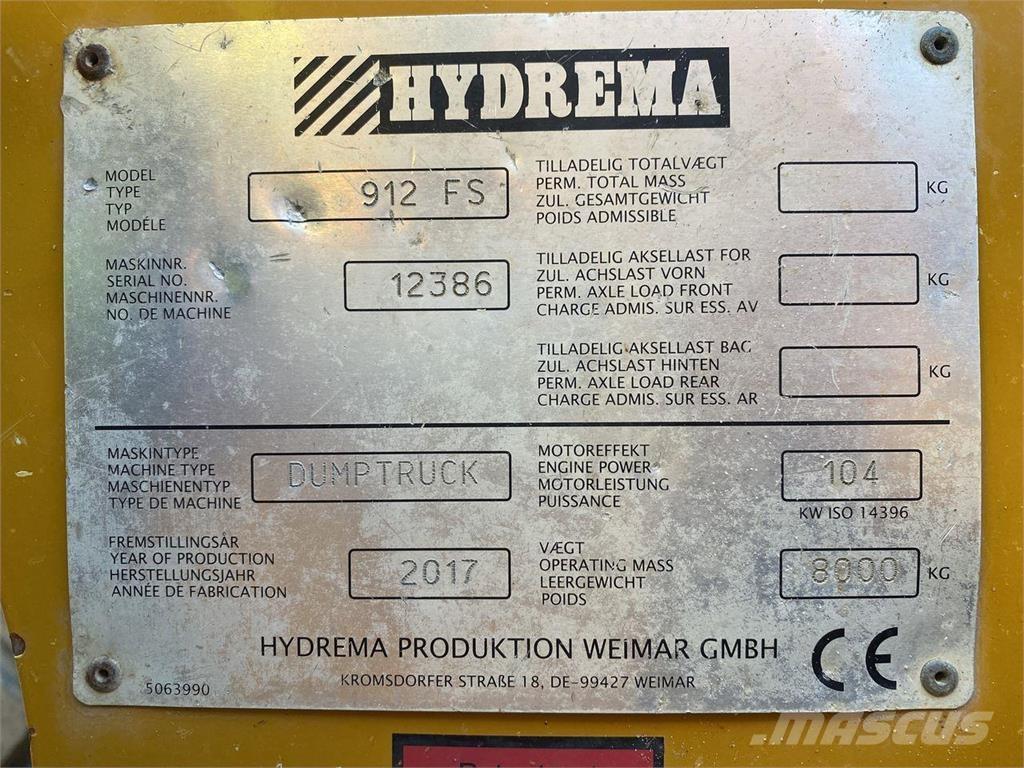 HYDREMA
MODEL
TYPE
TYP
MODÉLE
912 FS
TILLADELIG TOTALVÆGT
PERM. TOTAL MASS
ZUL. GESAMTGEWICHT
POIDS ADMISSIBLE
KG
MASKINNR.
SERIAL NO.
MASCHINENNR.
NO. DE MACHINE
12386
TILLADELIG AKSELLAST FOR
ZUL. ACHSLAST VORN
PERM. AXLE LOAD FRONT
CHARGE ADMIS. SUR ESS. AV
KG
TILLADELIG AKSELLAST BAG
ZUL. ACHSLAST HINTEN
PERM. AXLE LOAD REAR
CHARGE ADMIS. SUR ESS. AR
KG
MASKINTYPE
MACHINE TYPE
MASCHIENENTYP
TYPE DE MACHINE
DUMPTRUCK
MOTOREFFEKT
ENGINE POWER
MOTORLEISTUNG
PUISSANCE
104
KW ISO 14396
FREMSTILLINGSÅR
YEAR OF PRODUCTION
HERSTELLUNGSJAHR
ANNÉE DE FABRICATION
2017
VÆGT
OPERATING MASS
LEERGEWICHT
POIDS
8000
KG
HYDREMA PRODUKTION WEIMAR GMBH
KROMSDORFER STRAßE 18, DE-99427 WEIMAR
CE
5063990
MASCUS